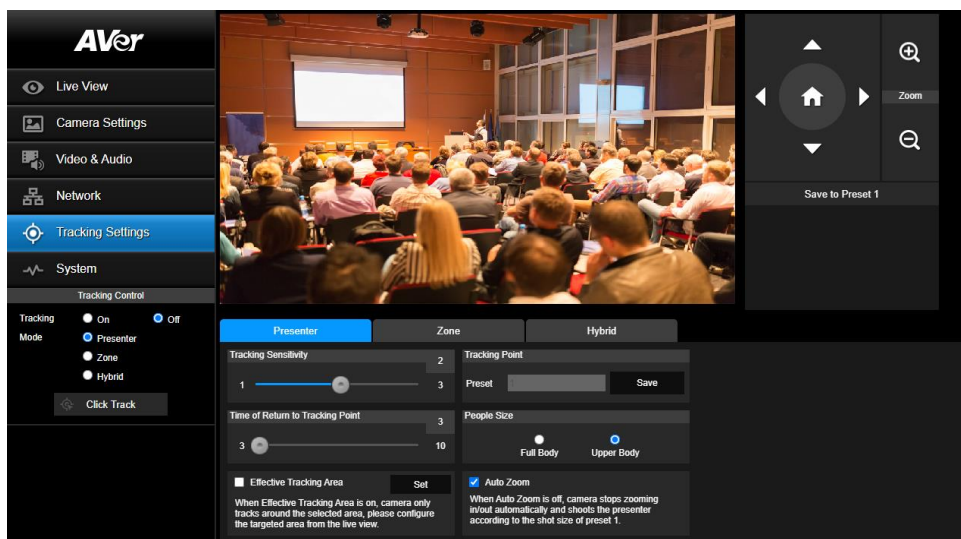 AVer
Live View
Camera Settings
Video & Audio
Network
Tracking Settings
System
Tracking Control
Tracking On Off
Mode Presenter
Zone
Hybrid
Click Track
Zoom
Save to Preset 1
Presenter Zone Hybrid
Tracking Sensitivity 2
1 3
Time of Return to Tracking Point 3
3 10
Effective Tracking Area Set
When Effective Tracking Area is on, camera only
tracks around the selected area, please configure
the targeted area from the live view.
Tracking Point
Preset 1 Save
People Size
Full Body Upper Body
Auto Zoom
When Auto Zoom is off, camera stops zooming
in/out automatically and shoots the presenter
according to the shot size of preset 1.